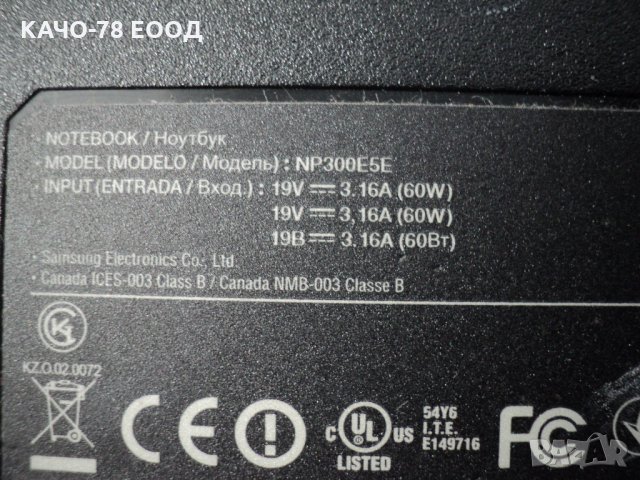 КАЧО-78 ЕООД
· NOTEBOOK / Ноутбук
· MODEL (MODELO / Модель) : NP300E5E
· INPUT (ENTRADA / Вход.) : 19V ⎓ 3.16A (60W)
19V ⎓ 3,16A (60W)
19В ⎓ 3.16A (60Вт)
· Samsung Electronics Co., Ltd.
· Canada ICES-003 Class B / Canada NMB-003 Classe B
KZ.O.02.0072
CE
C UL US
LISTED
54Y6
I.T.E.
E149716
FC
BAZAR